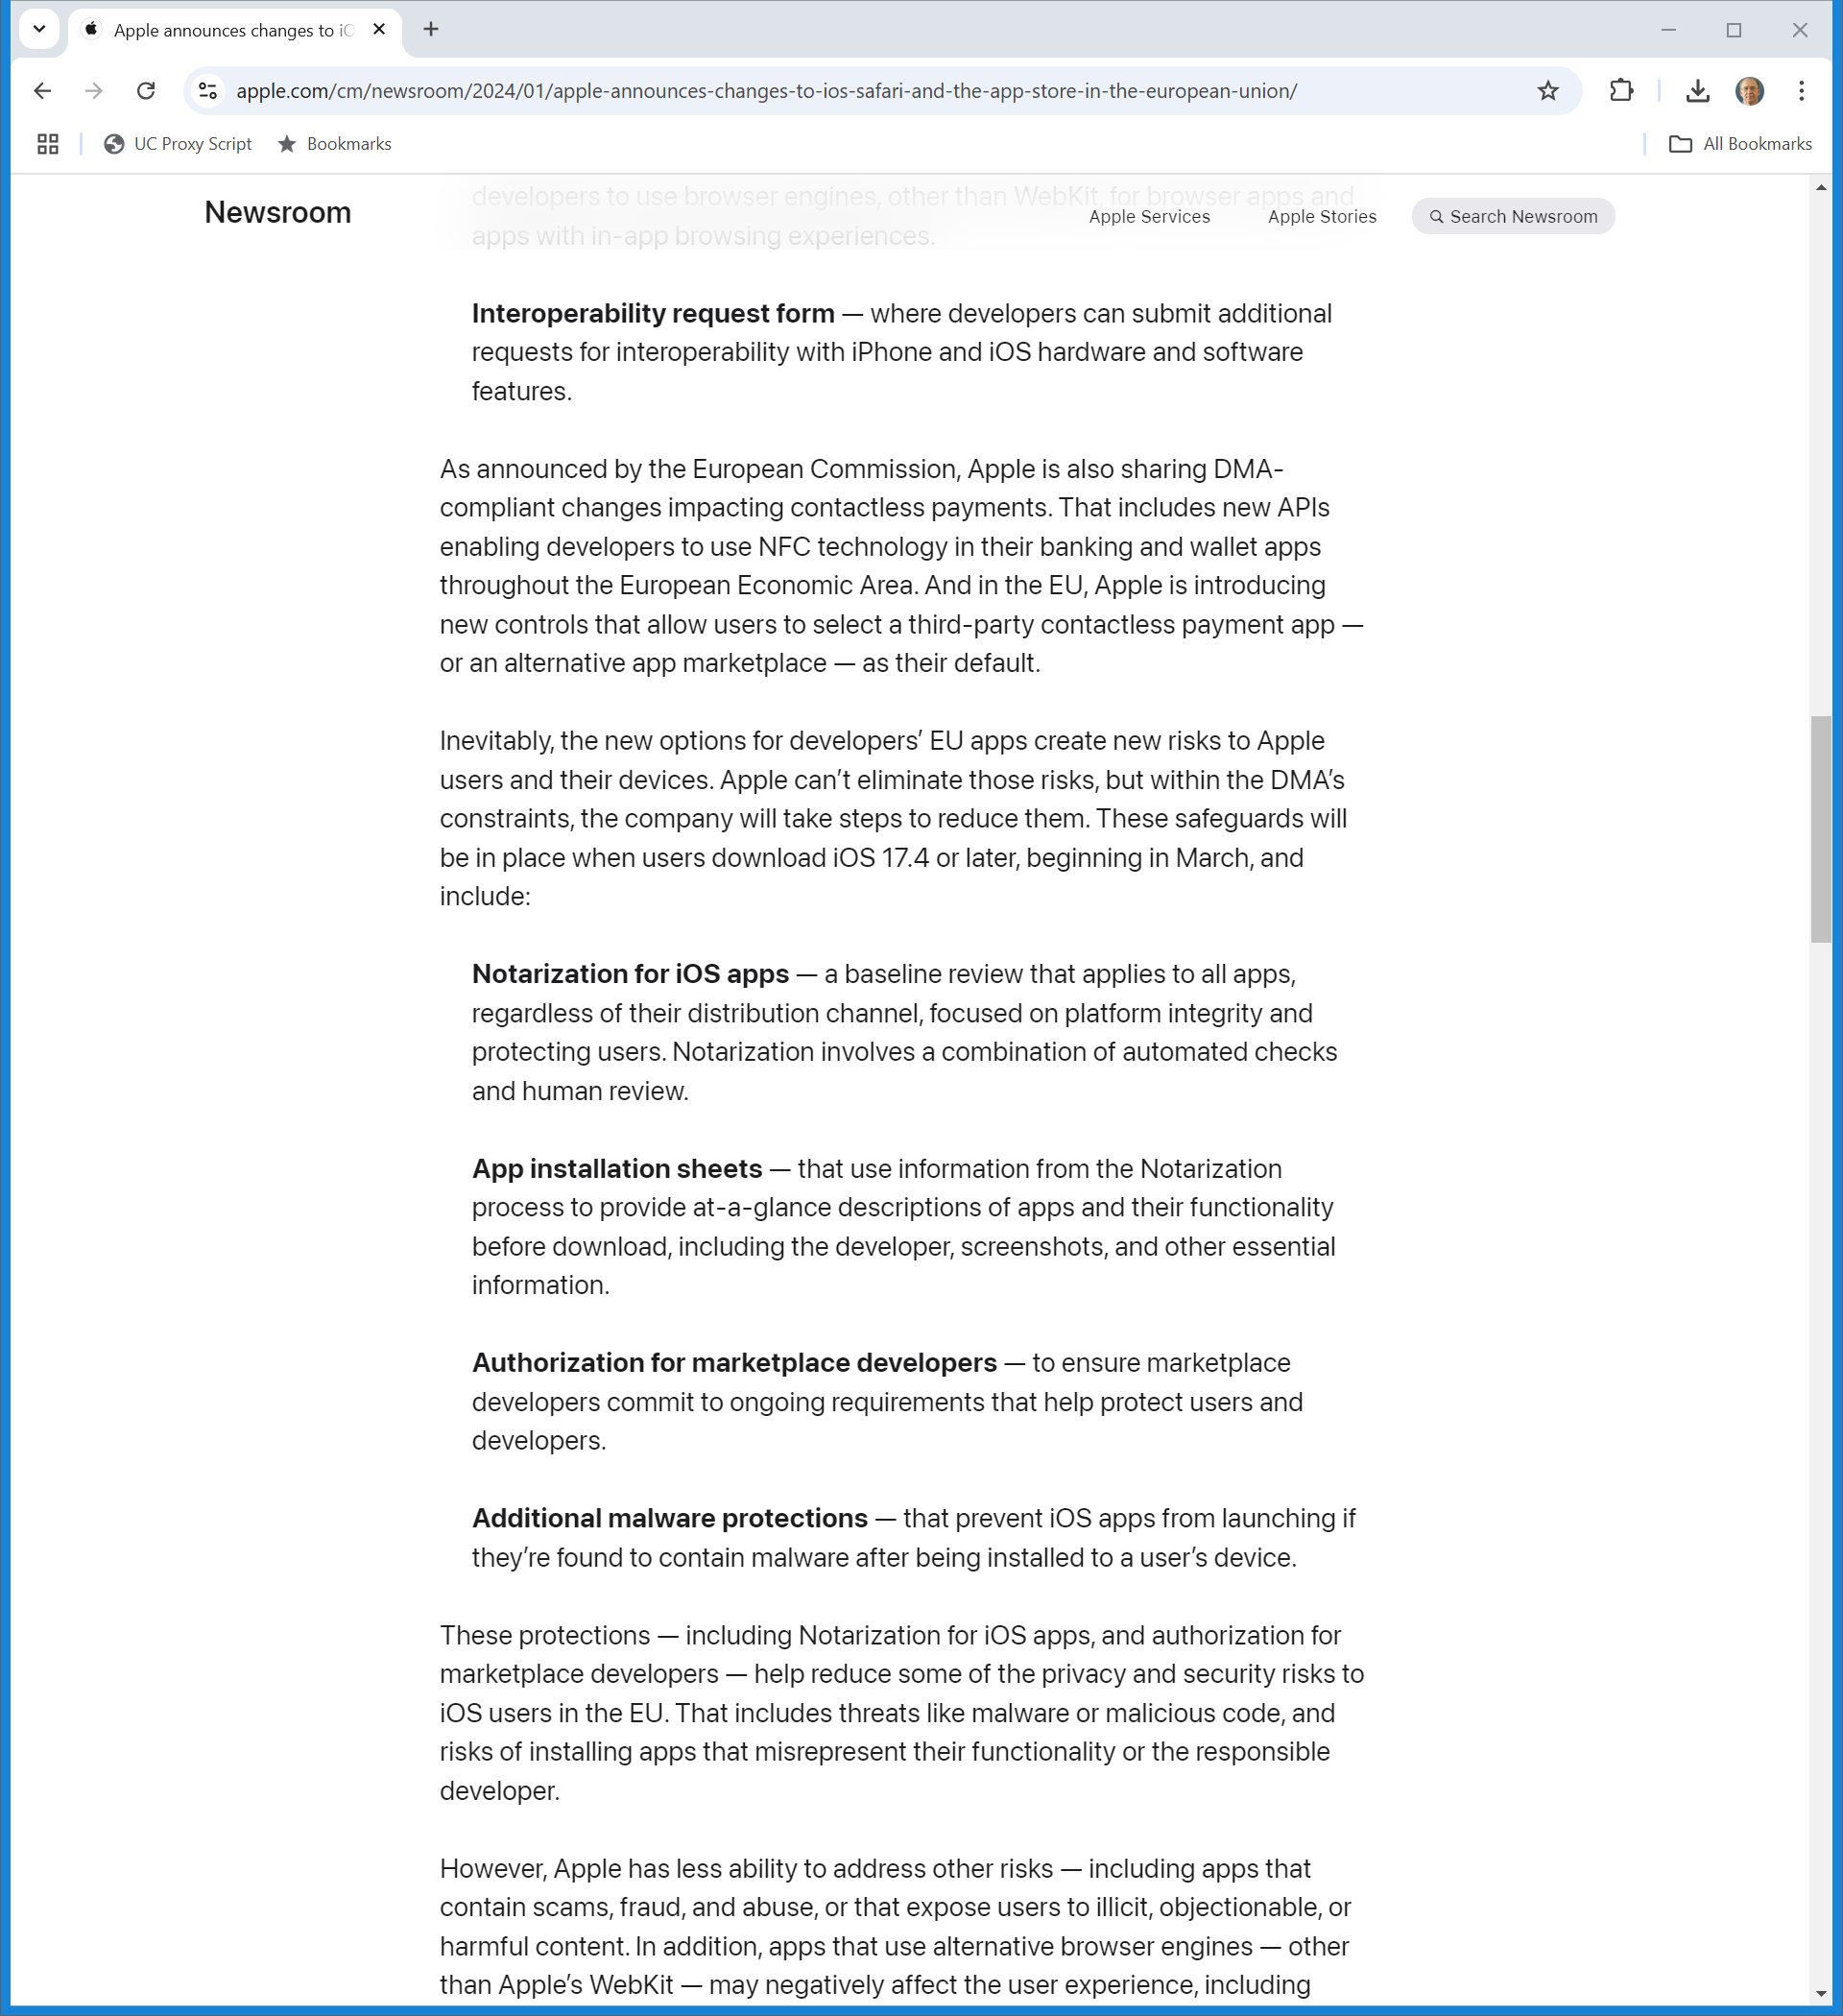 Apple announces changes to iO
apple.com/cm/newsroom/2024/01/apple-announces-changes-to-ios-safari-and-the-app-store-in-the-european-union/
UC Proxy Script
Bookmarks
All Bookmarks
Newsroom
Apple Services
Apple Stories
Search Newsroom
developers to use browser engines, other than WebKit, for browser apps and
apps with in-app browsing experiences.
Interoperability request form — where developers can submit additional
requests for interoperability with iPhone and iOS hardware and software
features.
As announced by the European Commission, Apple is also sharing DMA-
compliant changes impacting contactless payments. That includes new APIs
enabling developers to use NFC technology in their banking and wallet apps
throughout the European Economic Area. And in the EU, Apple is introducing
new controls that allow users to select a third-party contactless payment app —
or an alternative app marketplace — as their default.
Inevitably, the new options for developers’ EU apps create new risks to Apple
users and their devices. Apple can’t eliminate those risks, but within the DMA’s
constraints, the company will take steps to reduce them. These safeguards will
be in place when users download iOS 17.4 or later, beginning in March, and
include:
Notarization for iOS apps — a baseline review that applies to all apps,
regardless of their distribution channel, focused on platform integrity and
protecting users. Notarization involves a combination of automated checks
and human review.
App installation sheets — that use information from the Notarization
process to provide at-a-glance descriptions of apps and their functionality
before download, including the developer, screenshots, and other essential
information.
Authorization for marketplace developers — to ensure marketplace
developers commit to ongoing requirements that help protect users and
developers.
Additional malware protections — that prevent iOS apps from launching if
they’re found to contain malware after being installed to a user’s device.
These protections — including Notarization for iOS apps, and authorization for
marketplace developers — help reduce some of the privacy and security risks to
iOS users in the EU. That includes threats like malware or malicious code, and
risks of installing apps that misrepresent their functionality or the responsible
developer.
However, Apple has less ability to address other risks — including apps that
contain scams, fraud, and abuse, or that expose users to illicit, objectionable, or
harmful content. In addition, apps that use alternative browser engines — other
than Apple’s WebKit — may negatively affect the user experience, including